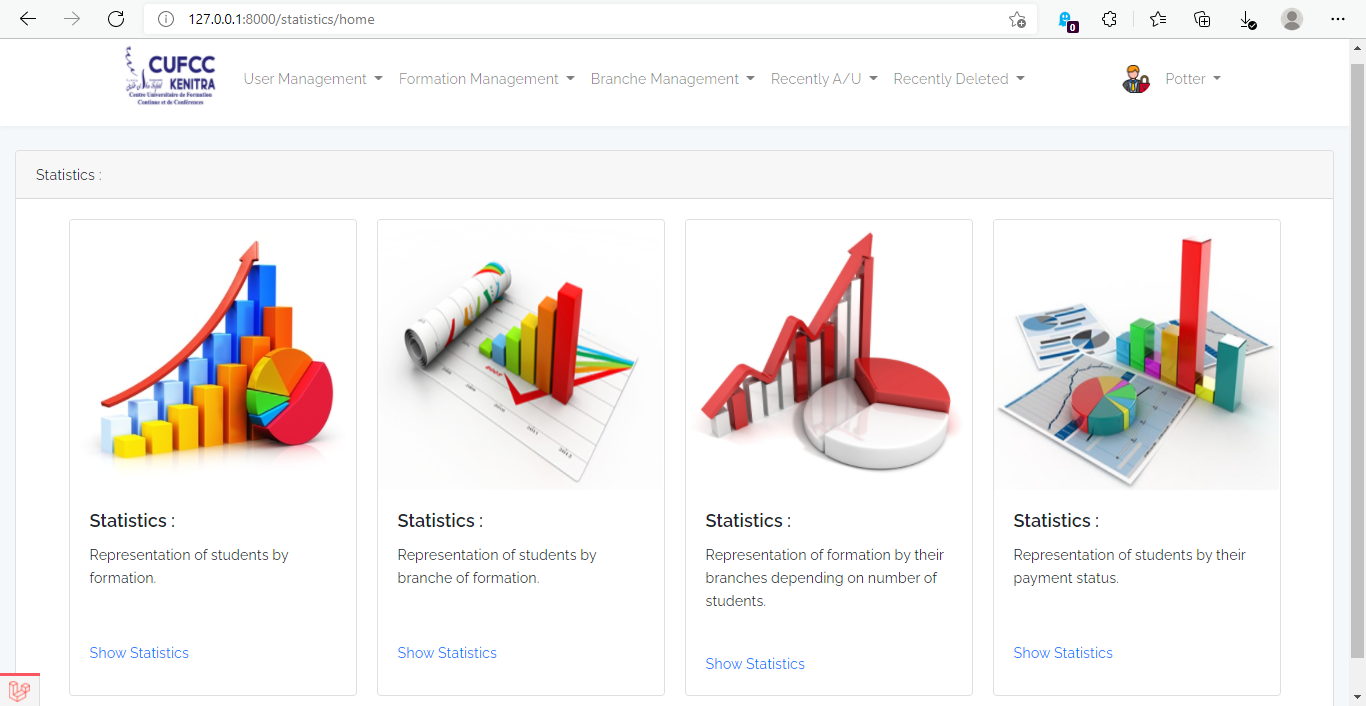 127.0.0.1:8000/statistics/home
0
CUFCC
KENITRA
Centre Universitaire de Formation
Continue et de Conférences
User Management
Formation Management
Branche Management
Recently A/U
Recently Deleted
Potter
Statistics :
2008
2011
2012
Statistics :
Representation of students by
formation.
Show Statistics
Statistics :
Representation of students by
branche of formation.
Show Statistics
Statistics :
Representation of formation by their
branches depending on number of
students.
Show Statistics
Statistics :
Representation of students by their
payment status.
Show Statistics